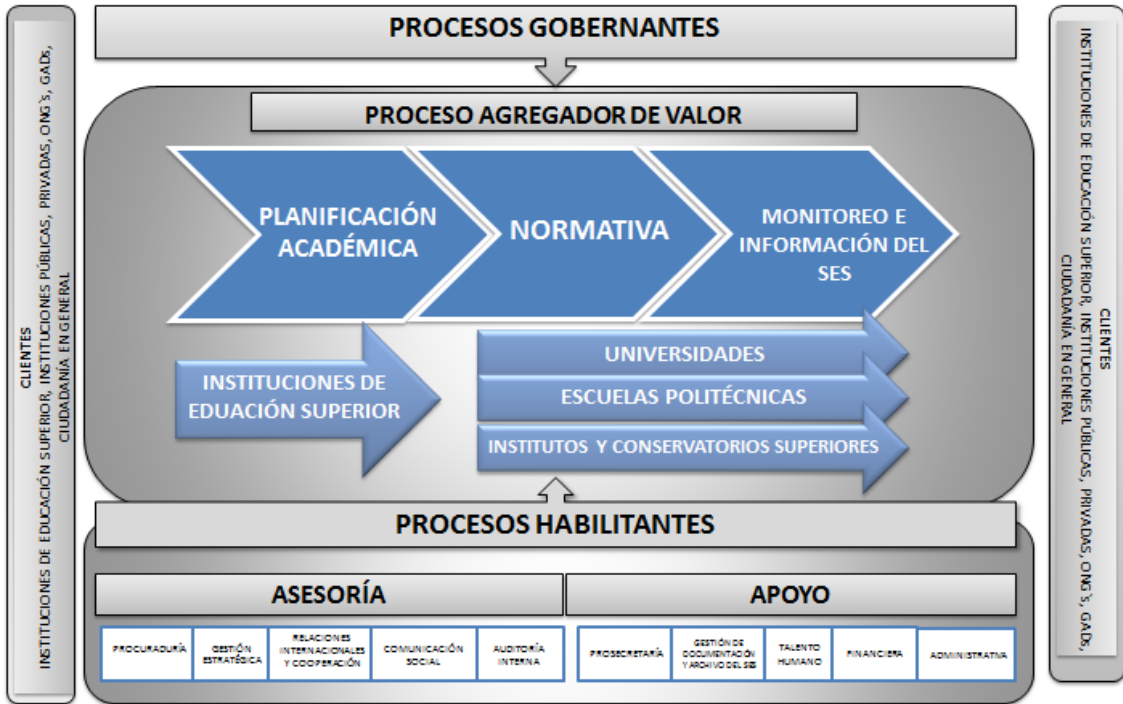 CLIENTES
INSTITUCIONES DE EDUCACIÓN SUPERIOR, INSTITUCIONES PÚBLICAS, PRIVADAS, ONG`s, GADs,
CIUDADANÍA EN GENERAL
PROCESOS GOBERNANTES
PROCESO AGREGADOR DE VALOR
PLANIFICACIÓN
ACADÉMICA
NORMATIVA
MONITOREO E
INFORMACIÓN DEL
SES
INSTITUCIONES DE
EDUACIÓN SUPERIOR
UNIVERSIDADES
ESCUELAS POLITÉCNICAS
INSTITUTOS Y CONSERVATORIOS SUPERIORES
PROCESOS HABILITANTES
ASESORÍA
PROCURADURÍA
GESTIÓN
ESTRATÉGICA
RELACIONES
INTERNACIONALES
Y COOPERACIÓN
COMUNICACIÓN
SOCIAL
AUDITORÍA
INTERNA
APOYO
PROSECRETARÍA
GESTIÓN DE
DOCUMENTACIÓN
Y ARCHIVO DEL SES
TALENTO
HUMANO
FINANCIERA
ADMINISTRATIVA
CLIENTES
INSTITUCIONES DE EDUCACIÓN SUPERIOR, INSTITUCIONES PÚBLICAS, PRIVADAS, ONG`s, GADs,
CIUDADANÍA EN GENERAL